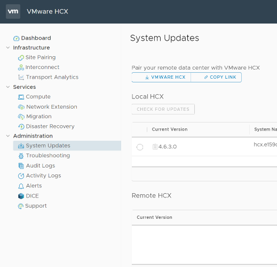 vm VMware HCX
Dashboard
Infrastructure
Site Pairing
Interconnect
Transport Analytics
Services
Compute
Network Extension
Migration
Disaster Recovery
Administration
System Updates
Troubleshooting
Audit Logs
Activity Logs
Alerts
DICE
Support
System Updates
Pair your remote data center with VMware HCX
VMWARE HCX COPY LINK
Local HCX
CHECK FOR UPDATES
Current Version System Na
4.6.3.0
Remote HCX
Current Version